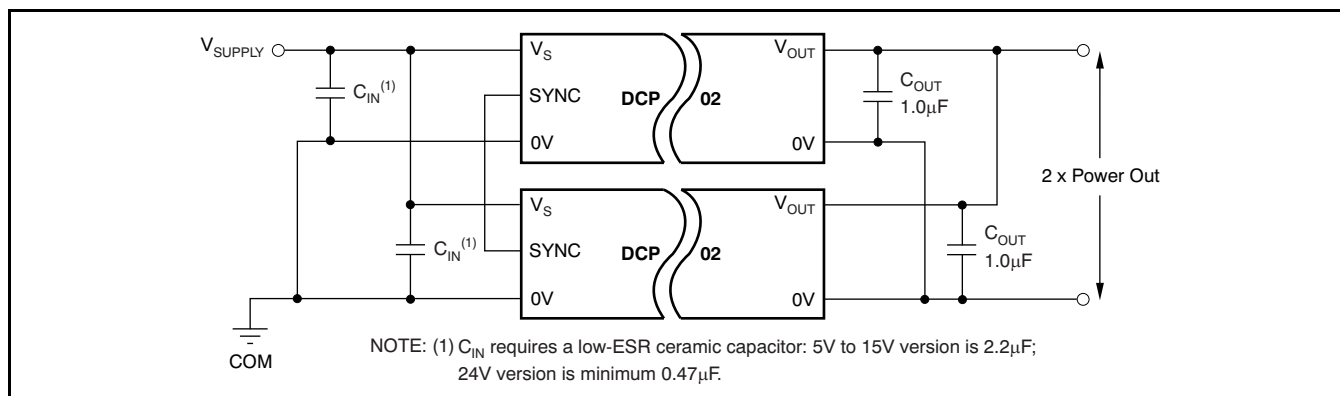 V_SUPPLY
C_IN^(1)
V_S
SYNC
0V
DCP 02
V_OUT
0V
C_OUT
1.0μF
2 x Power Out
C_IN^(1)
V_S
SYNC
0V
DCP 02
V_OUT
0V
C_OUT
1.0μF
COM
NOTE: (1) C_IN requires a low-ESR ceramic capacitor: 5V to 15V version is 2.2μF;
24V version is minimum 0.47μF.